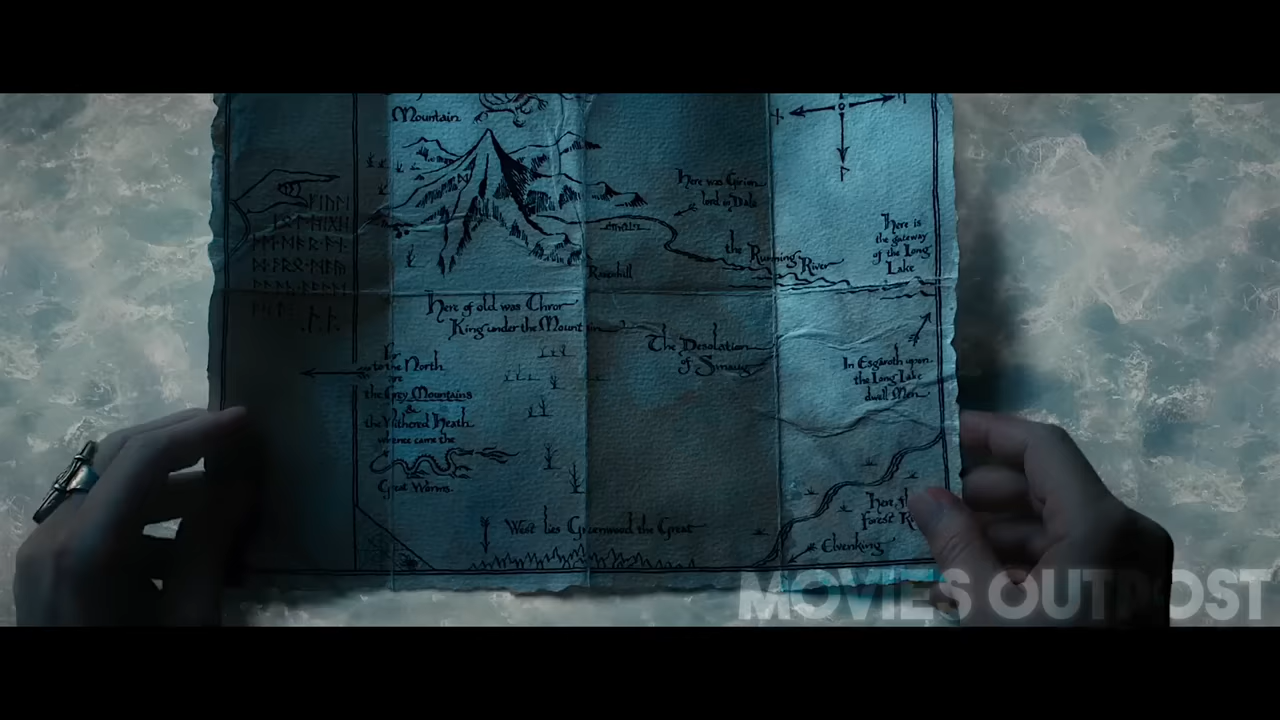 Mountain
Here was Girion
lord in Dale
Here is
the gateway
of the Long
Lake
the Running
River
Ravenhill
Here of old was Thror
King under the Mountain
The Desolation
of Smaug
In Esgaroth upon
the Long Lake
dwell Men
to the North
are
the Grey Mountains
&
the Withered Heath
whence came the
Great Worms
West lies Greenwood the Great
forest
Elvenking
MOVIES OUTPOST